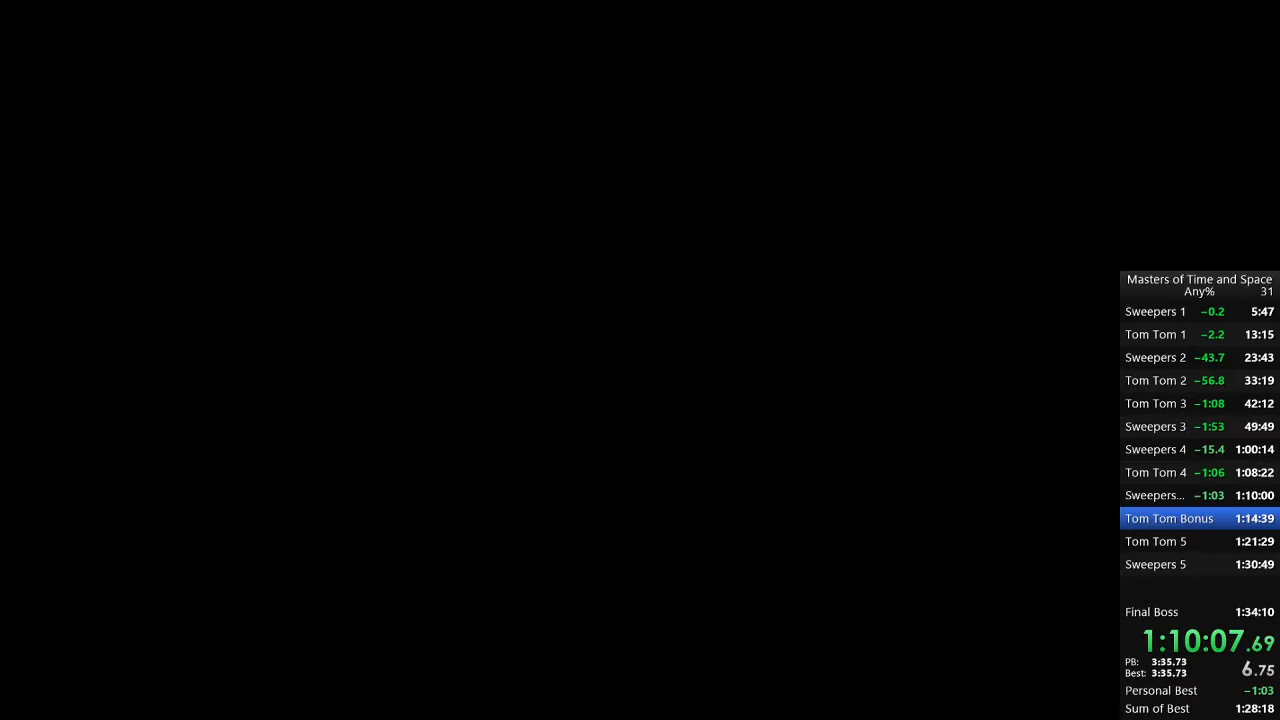 Masters of Time and Space
Any% 31
Sweepers 1 −0.2 5:47
Tom Tom 1 −2.2 13:15
Sweepers 2 −43.7 23:43
Tom Tom 2 −56.8 33:19
Tom Tom 3 −1:08 42:12
Sweepers 3 −1:53 49:49
Sweepers 4 −15.4 1:00:14
Tom Tom 4 −1:06 1:08:22
Sweepers... −1:03 1:10:00
Tom Tom Bonus 1:14:39
Tom Tom 5 1:21:29
Sweepers 5 1:30:49
Final Boss 1:34:10
1:10:07.69
PB: 3:35.73
Best: 3:35.73
6.75
Personal Best −1:03
Sum of Best 1:28:18